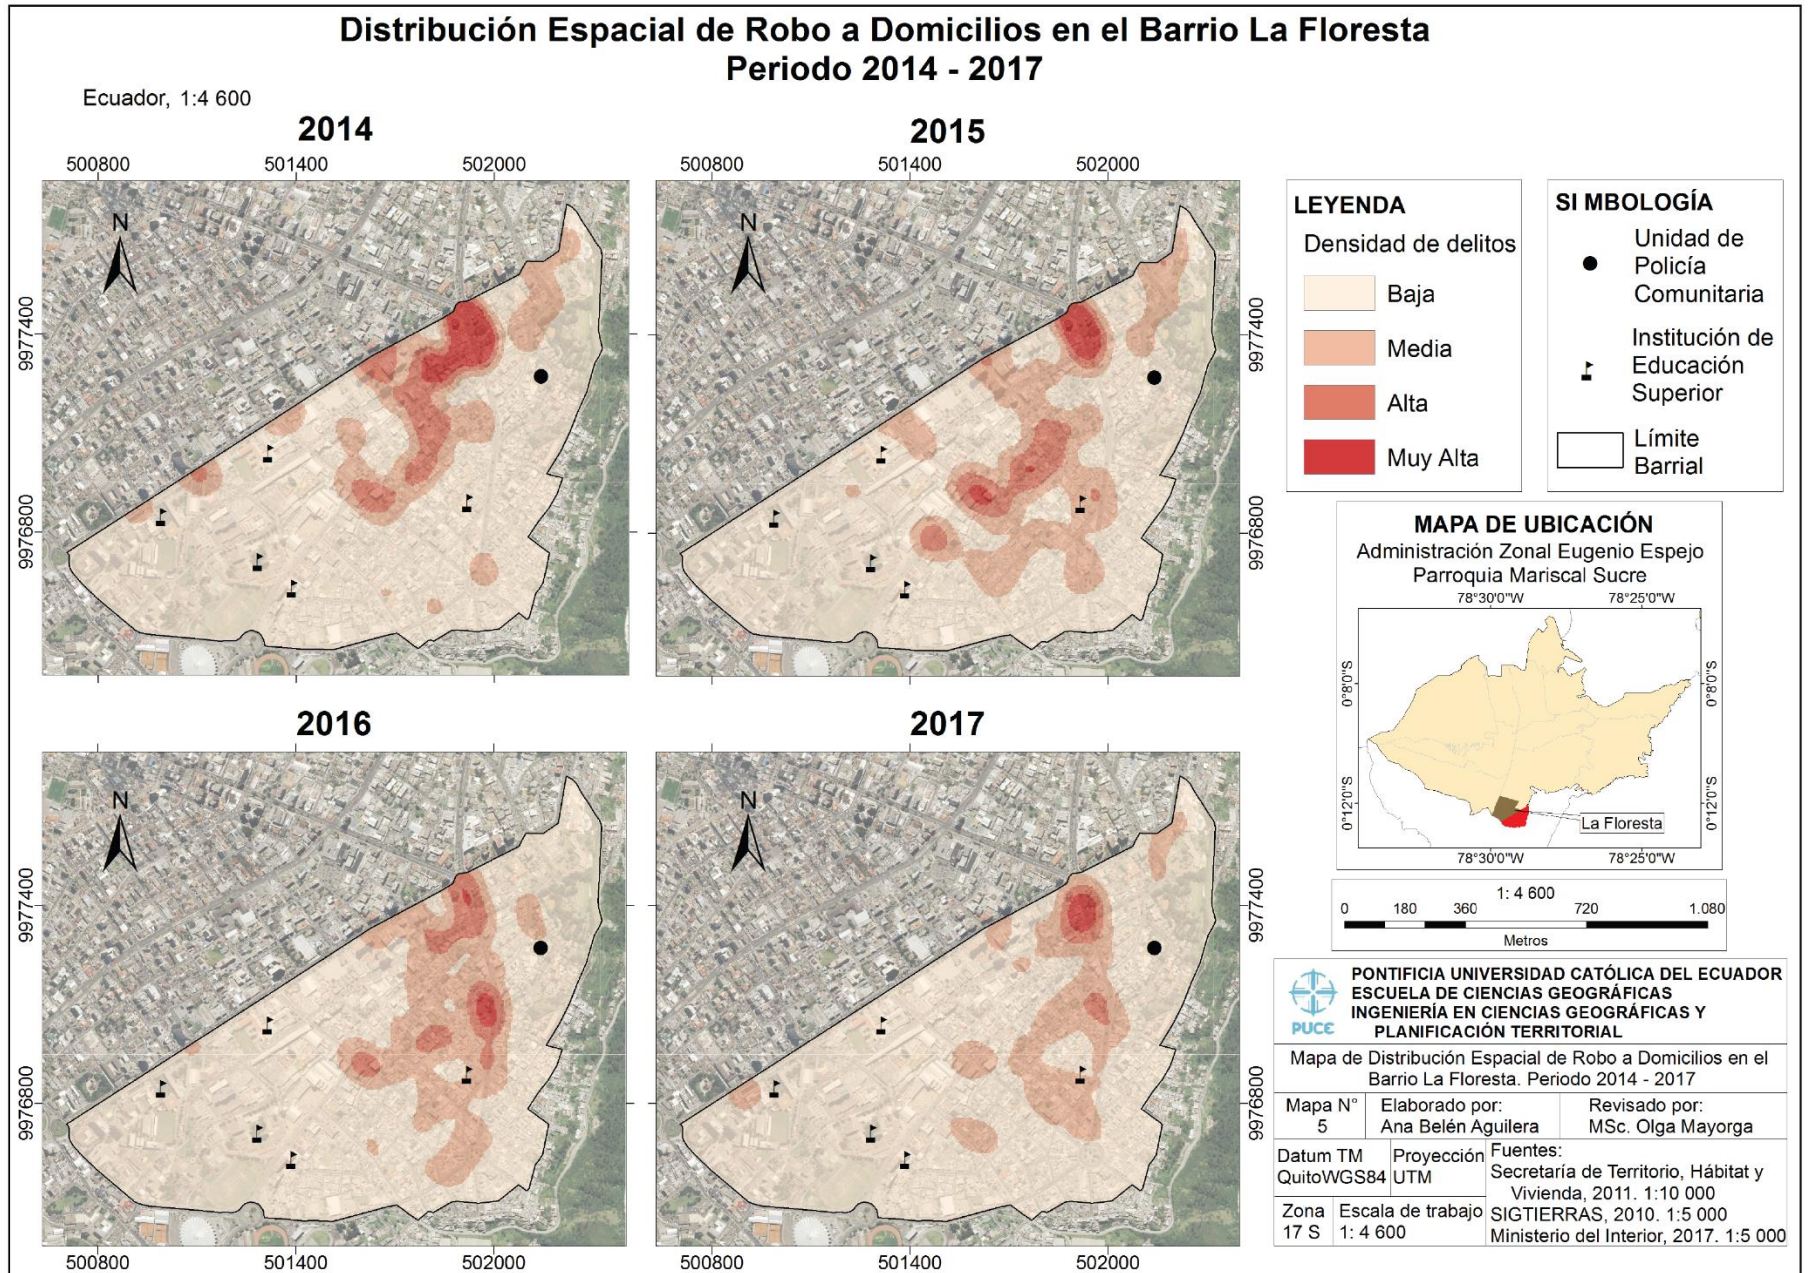 Distribución Espacial de Robo a Domicilios en el Barrio La Floresta
Periodo 2014 - 2017
Ecuador, 1:4 600
2014
500800 501400 502000
9977400
9976800
N
2015
500800 501400 502000
9977400
9976800
N
LEYENDA
Densidad de delitos
Baja
Media
Alta
Muy Alta
SI MBOLOGÍA
Unidad de
Policía
Comunitaria
Institución de
Educación
Superior
Límite
Barrial
2016
9977400
9976800
N
500800 501400 502000
2017
9977400
9976800
N
500800 501400 502000
MAPA DE UBICACIÓN
Administración Zonal Eugenio Espejo
Parroquia Mariscal Sucre
78°30'0"W 78°25'0"W
0°8'0"S 0°8'0"S
0°12'0"S 0°12'0"S
La Floresta
78°30'0"W 78°25'0"W
1: 4 600
0 180 360 720 1.080
Metros
PUCE
PONTIFICIA UNIVERSIDAD CATÓLICA DEL ECUADOR
ESCUELA DE CIENCIAS GEOGRÁFICAS
INGENIERÍA EN CIENCIAS GEOGRÁFICAS Y
PLANIFICACIÓN TERRITORIAL
Mapa de Distribución Espacial de Robo a Domicilios en el
Barrio La Floresta. Periodo 2014 - 2017
Mapa N°
5
Elaborado por:
Ana Belén Aguilera
Revisado por:
MSc. Olga Mayorga
Datum TM
QuitoWGS84
Proyección
UTM
Zona
17 S
Escala de trabajo
1: 4 600
Fuentes:
Secretaría de Territorio, Hábitat y
Vivienda, 2011. 1:10 000
SIGTIERRAS, 2010. 1:5 000
Ministerio del Interior, 2017. 1:5 000